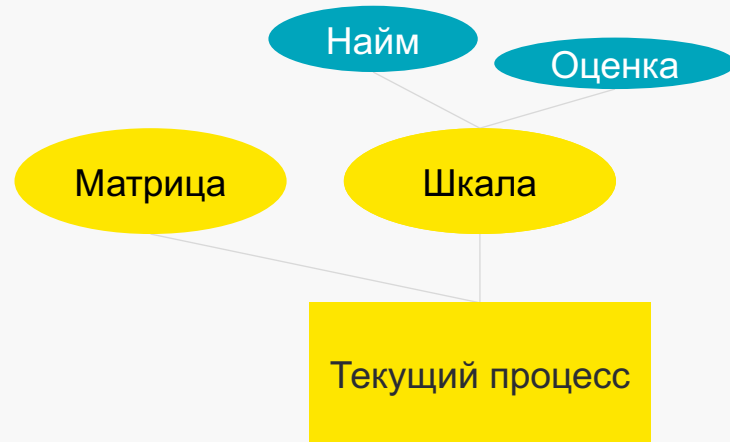 Найм
Оценка
Матрица
Шкала
Текущий процесс